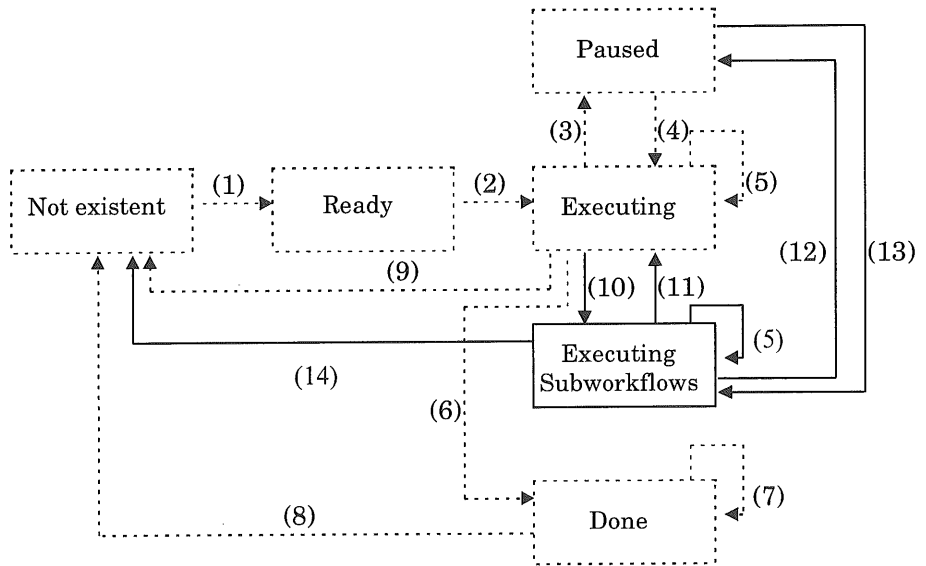 Paused
(3)
(4)
(5)
Not existent
(1)
Ready
(2)
Executing
(12)
(13)
(9)
(10)
(11)
Executing
Subworkflows
(5)
(14)
(6)
(7)
(8)
Done